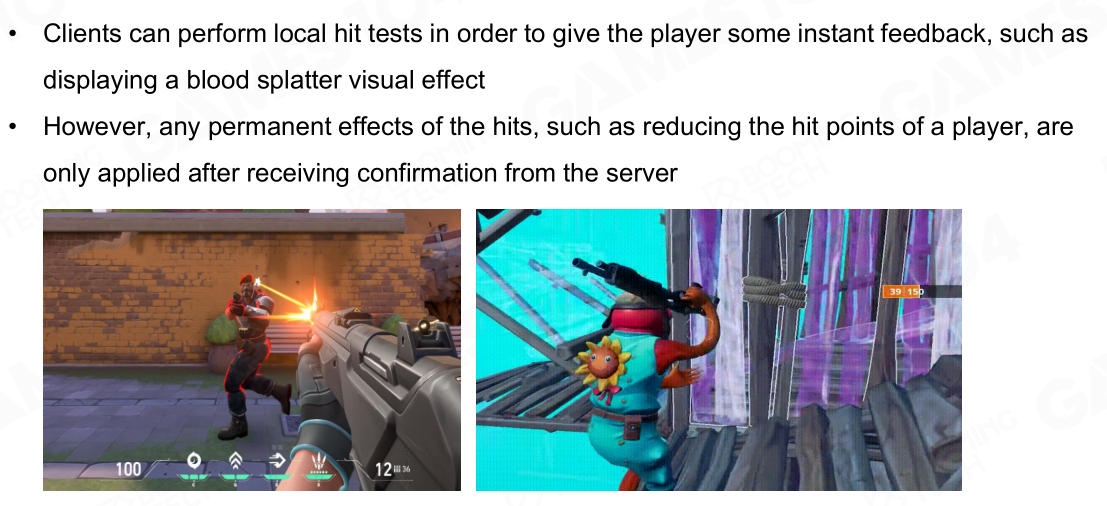 • Clients can perform local hit tests in order to give the player some instant feedback, such as
displaying a blood splatter visual effect
• However, any permanent effects of the hits, such as reducing the hit points of a player, are
only applied after receiving confirmation from the server
39 150
100
12 36